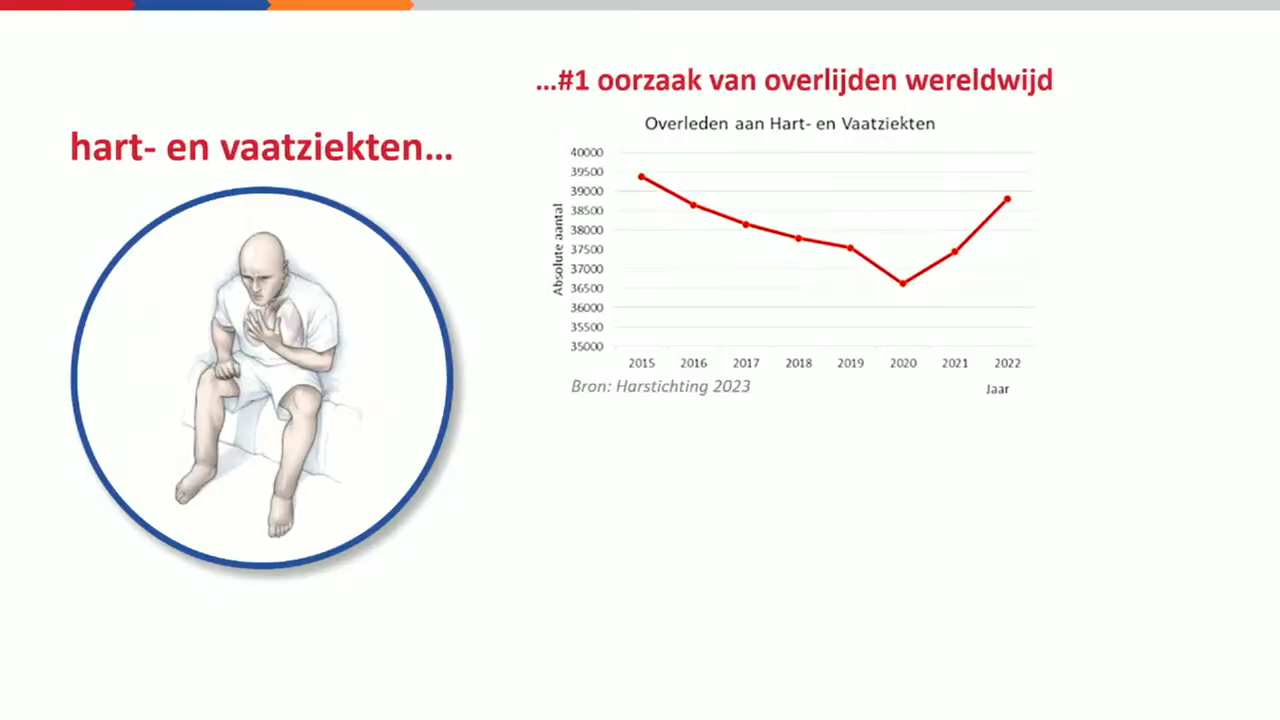 ...#1 oorzaak van overlijden wereldwijd
hart- en vaatziekten...
Overleden aan Hart- en Vaatziekten
Absolute aantal
40000
39500
39000
38500
38000
37500
37000
36500
36000
35500
35000
2015 2016 2017 2018 2019 2020 2021 2022
Jaar
Bron: Harstichting 2023